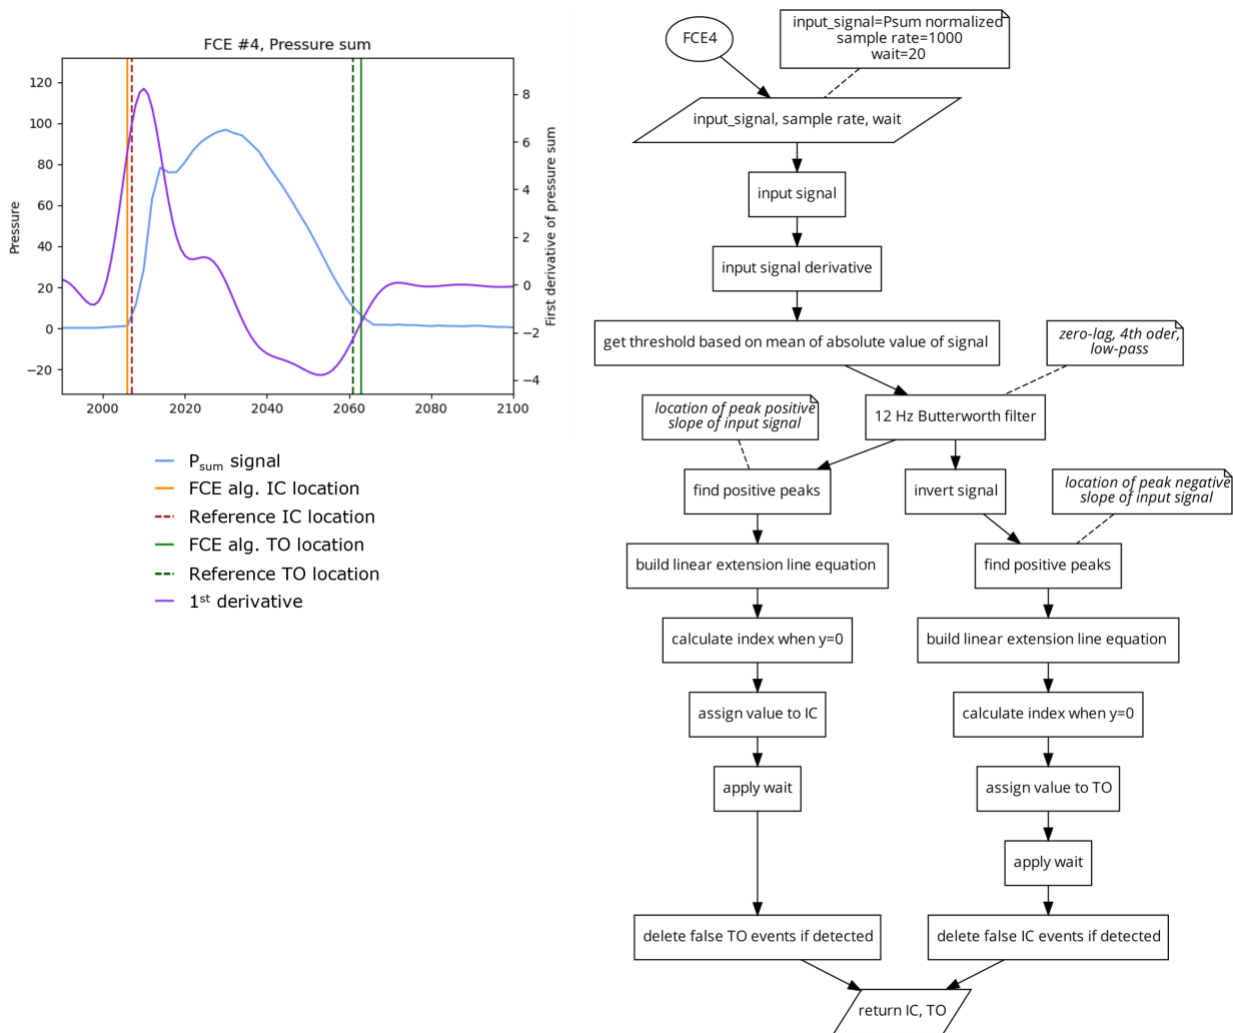 FCE #4, Pressure sum
120
100
80
60
40
20
0
−20
Pressure
8
6
4
2
0
−2
−4
First derivative of pressure sum
2000
2020
2040
2060
2080
2100
Psum signal
FCE alg. IC location
Reference IC location
FCE alg. TO location
Reference TO location
1st derivative
FCE4
input_signal=Psum normalized
sample rate=1000
wait=20
input_signal, sample rate, wait
input signal
input signal derivative
get threshold based on mean of absolute value of signal
zero-lag, 4th oder,
low-pass
12 Hz Butterworth filter
location of peak positive
slope of input signal
find positive peaks
invert signal
location of peak negative
slope of input signal
build linear extension line equation
find positive peaks
calculate index when y=0
build linear extension line equation
assign value to IC
calculate index when y=0
apply wait
assign value to TO
apply wait
delete false TO events if detected
delete false IC events if detected
return IC, TO